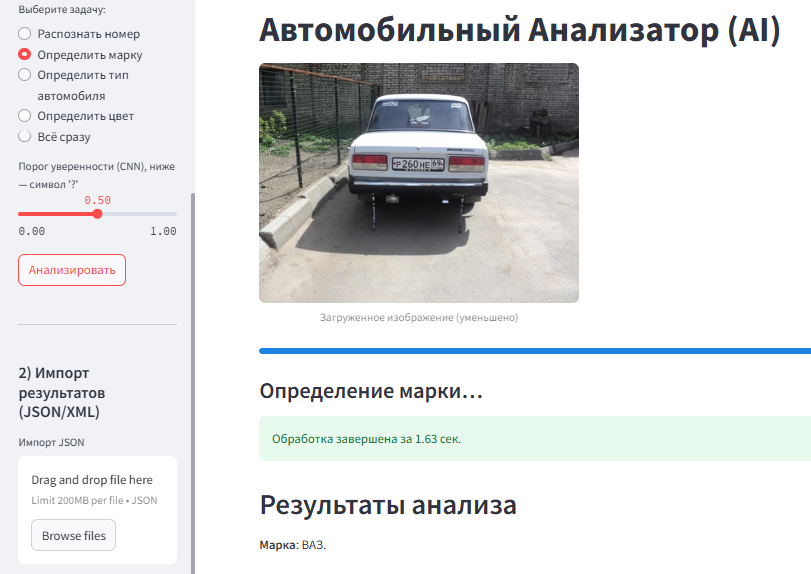 Выберите задачу:
Распознать номер
Определить марку
Определить тип
автомобиля
Определить цвет
Всё сразу
Порог уверенности (CNN), ниже
— символ '?'
0.50
0.00 1.00
Анализировать
2) Импорт
результатов
(JSON/XML)
Импорт JSON
Drag and drop file here
Limit 200MB per file • JSON
Browse files
Автомобильный Анализатор (AI)
Р 260 НЕ 69
Загруженное изображение (уменьшено)
Определение марки...
Обработка завершена за 1.63 сек.
Результаты анализа
Марка: ВАЗ.